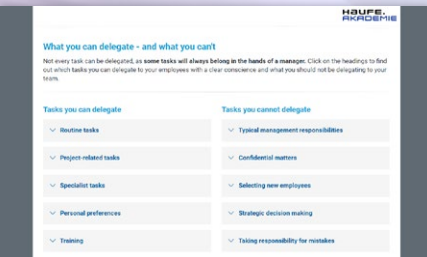 HAUFE.
AKADEMIE
What you can delegate - and what you can't
Not every task can be delegated, as some tasks will always belong in the hands of a manager. Click on the headings to find
out which tasks you can delegate to your employees with a clear conscience and what you should not be delegating to your
team.
Tasks you can delegate
Tasks you cannot delegate
Routine tasks
Typical management responsibilities
Project-related tasks
Confidential matters
Specialist tasks
Selecting new employees
Personal preferences
Strategic decision making
Training
Taking responsibility for mistakes